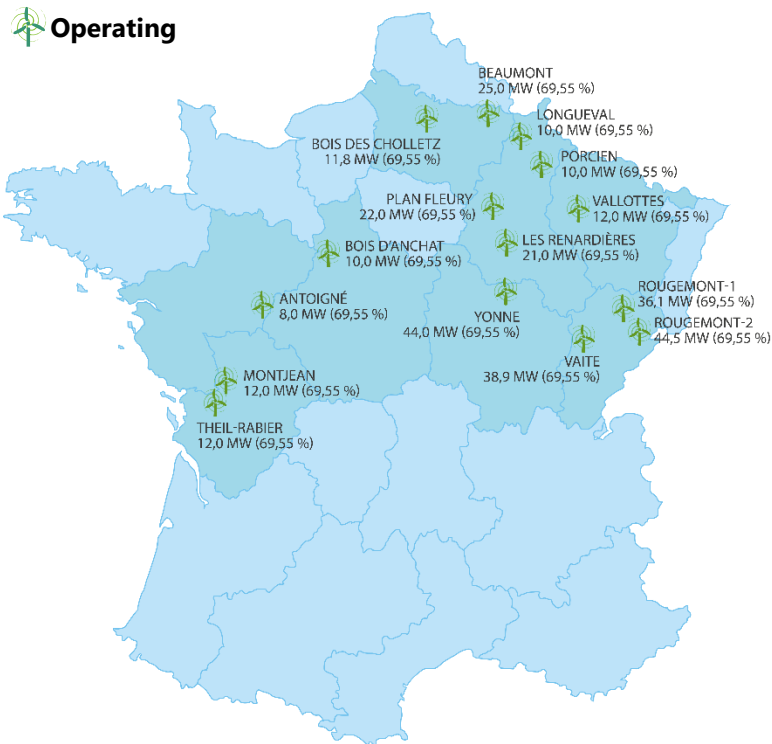 Operating
BEAUMONT
25,0 MW (69,55 %)
LONGUEVAL
10,0 MW (69,55 %)
BOIS DES CHOLLETZ
11,8 MW (69,55 %)
PORCIEN
10,0 MW (69,55 %)
PLAN FLEURY
22,0 MW (69,55 %)
VALLOTTES
12,0 MW (69,55 %)
BOIS D'ANCHAT
10,0 MW (69,55 %)
LES RENARDIÈRES
21,0 MW (69,55 %)
ROUGEMONT-1
36,1 MW (69,55 %)
ANTOIGNÉ
8,0 MW (69,55 %)
YONNE
44,0 MW (69,55 %)
ROUGEMONT-2
44,5 MW (69,55 %)
VAITE
38,9 MW (69,55 %)
MONTJEAN
12,0 MW (69,55 %)
THEIL-RABIER
12,0 MW (69,55 %)